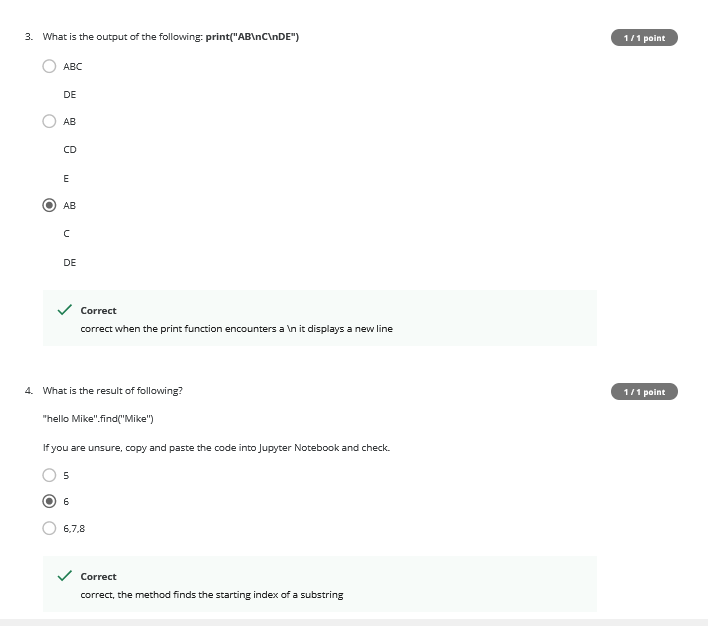 3. What is the output of the following: print("AB\nC\nDE")
1 / 1 point
ABC
DE
AB
CD
E
AB
C
DE
Correct
correct when the print function encounters a \n it displays a new line
4. What is the result of following?
1 / 1 point
"hello Mike".find("Mike")
If you are unsure, copy and paste the code into Jupyter Notebook and check.
5
6
6,7,8
Correct
correct, the method finds the starting index of a substring